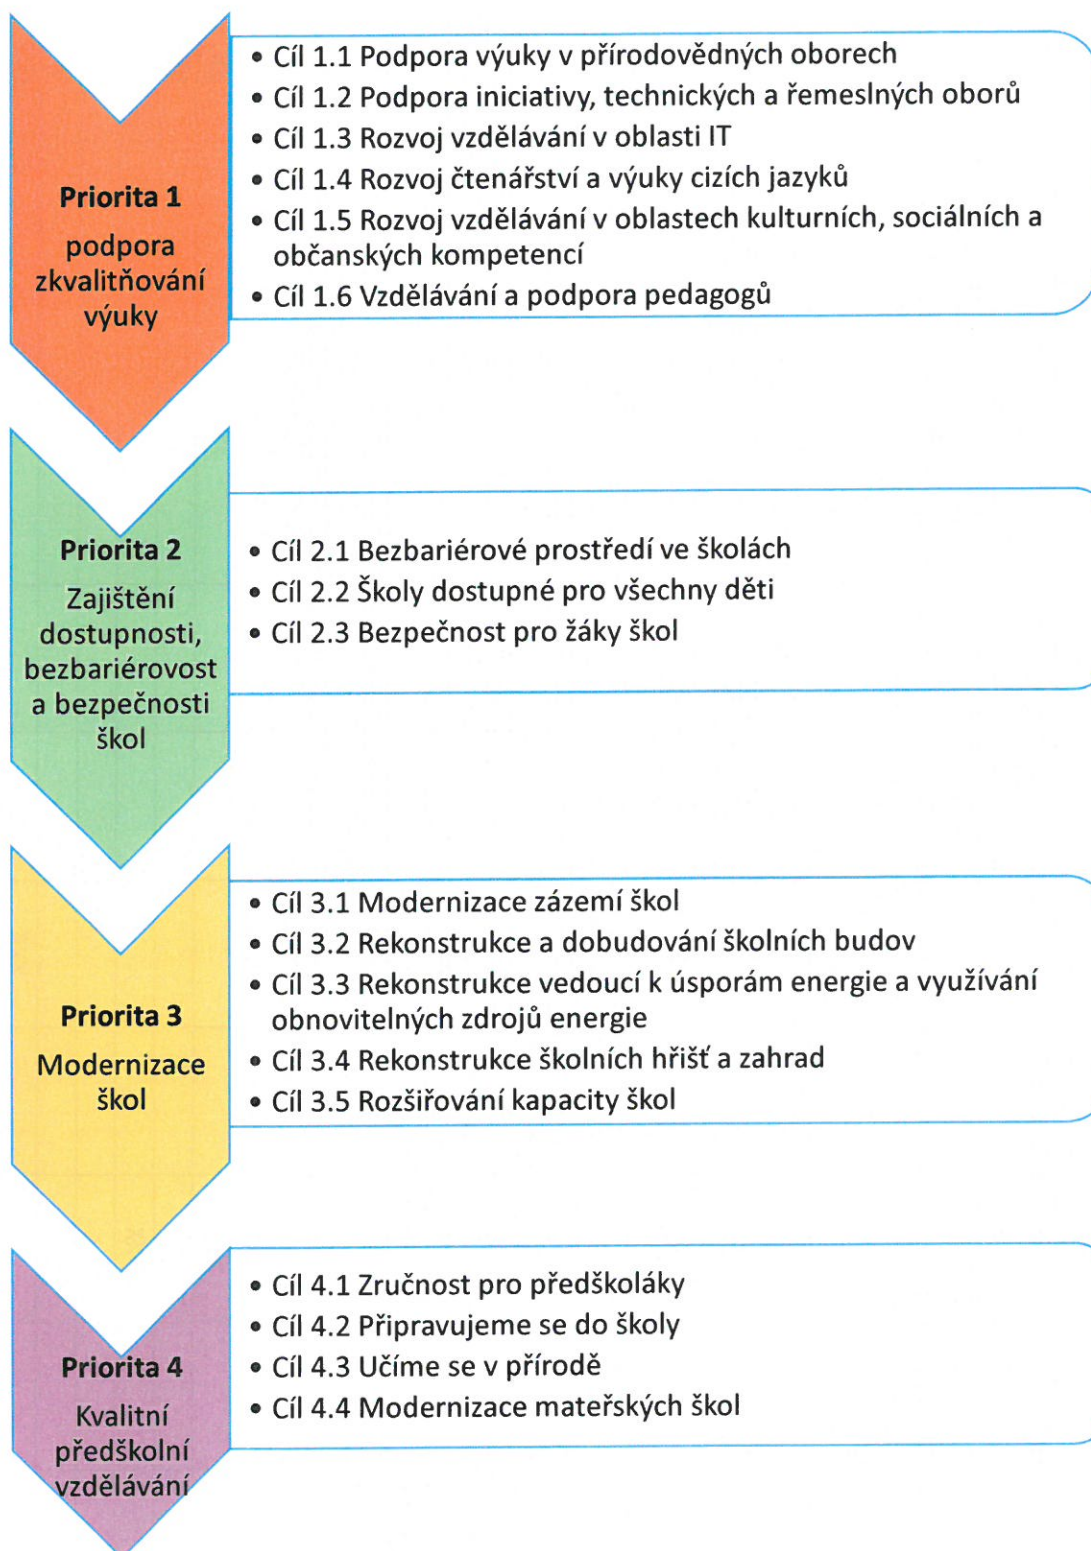 Priorita 1
podpora
zkvalitňování
výuky
• Cíl 1.1 Podpora výuky v přírodovědných oborech
• Cíl 1.2 Podpora iniciativy, technických a řemeslných oborů
• Cíl 1.3 Rozvoj vzdělávání v oblasti IT
• Cíl 1.4 Rozvoj čtenářství a výuky cizích jazyků
• Cíl 1.5 Rozvoj vzdělávání v oblastech kulturních, sociálních a
občanských kompetencí
• Cíl 1.6 Vzdělávání a podpora pedagogů
Priorita 2
Zajištění
dostupnosti,
bezbariérovost
a bezpečnosti
škol
• Cíl 2.1 Bezbariérové prostředí ve školách
• Cíl 2.2 Školy dostupné pro všechny děti
• Cíl 2.3 Bezpečnost pro žáky škol
Priorita 3
Modernizace
škol
• Cíl 3.1 Modernizace zázemí škol
• Cíl 3.2 Rekonstrukce a dobudování školních budov
• Cíl 3.3 Rekonstrukce vedoucí k úsporám energie a využívání
obnovitelných zdrojů energie
• Cíl 3.4 Rekonstrukce školních hřišť a zahrad
• Cíl 3.5 Rozšiřování kapacity škol
Priorita 4
Kvalitní
předškolní
vzdělávání
• Cíl 4.1 Zručnost pro předškoláky
• Cíl 4.2 Připravujeme se do školy
• Cíl 4.3 Učíme se v přírodě
• Cíl 4.4 Modernizace mateřských škol